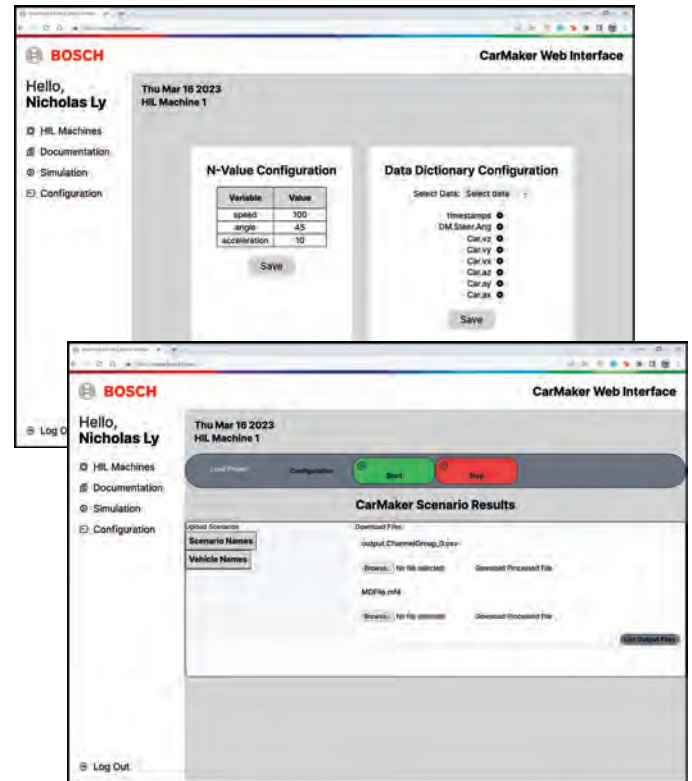 BOSCH
CarMaker Web Interface
Hello,
Nicholas Ly
Thu Mar 16 2023
HIL Machine 1
HIL Machines
Documentation
Simulation
Configuration
N-Value Configuration
Variable Value
speed 100
angle 45
acceleration 10
Save
Data Dictionary Configuration
Select Data: Select data
timestamps
DM.Steer.Ang
Car.vz
Car.vy
Car.vx
Car.az
Car.ay
Car.ax
Save
Log O
BOSCH
CarMaker Web Interface
Hello,
Nicholas Ly
Thu Mar 16 2023
HIL Machine 1
HIL Machines
Documentation
Simulation
Configuration
Load Project
Configuration
Start
Stop
CarMaker Scenario Results
Upload Scenarios
Scenario Names
Vehicle Names
Download Files:
output.ChannelGroup_0.csv
Browse... No file selected. Download Processed File
MDFile.mf4
Browse... No file selected. Download Processed File
List Output Files
Log Out